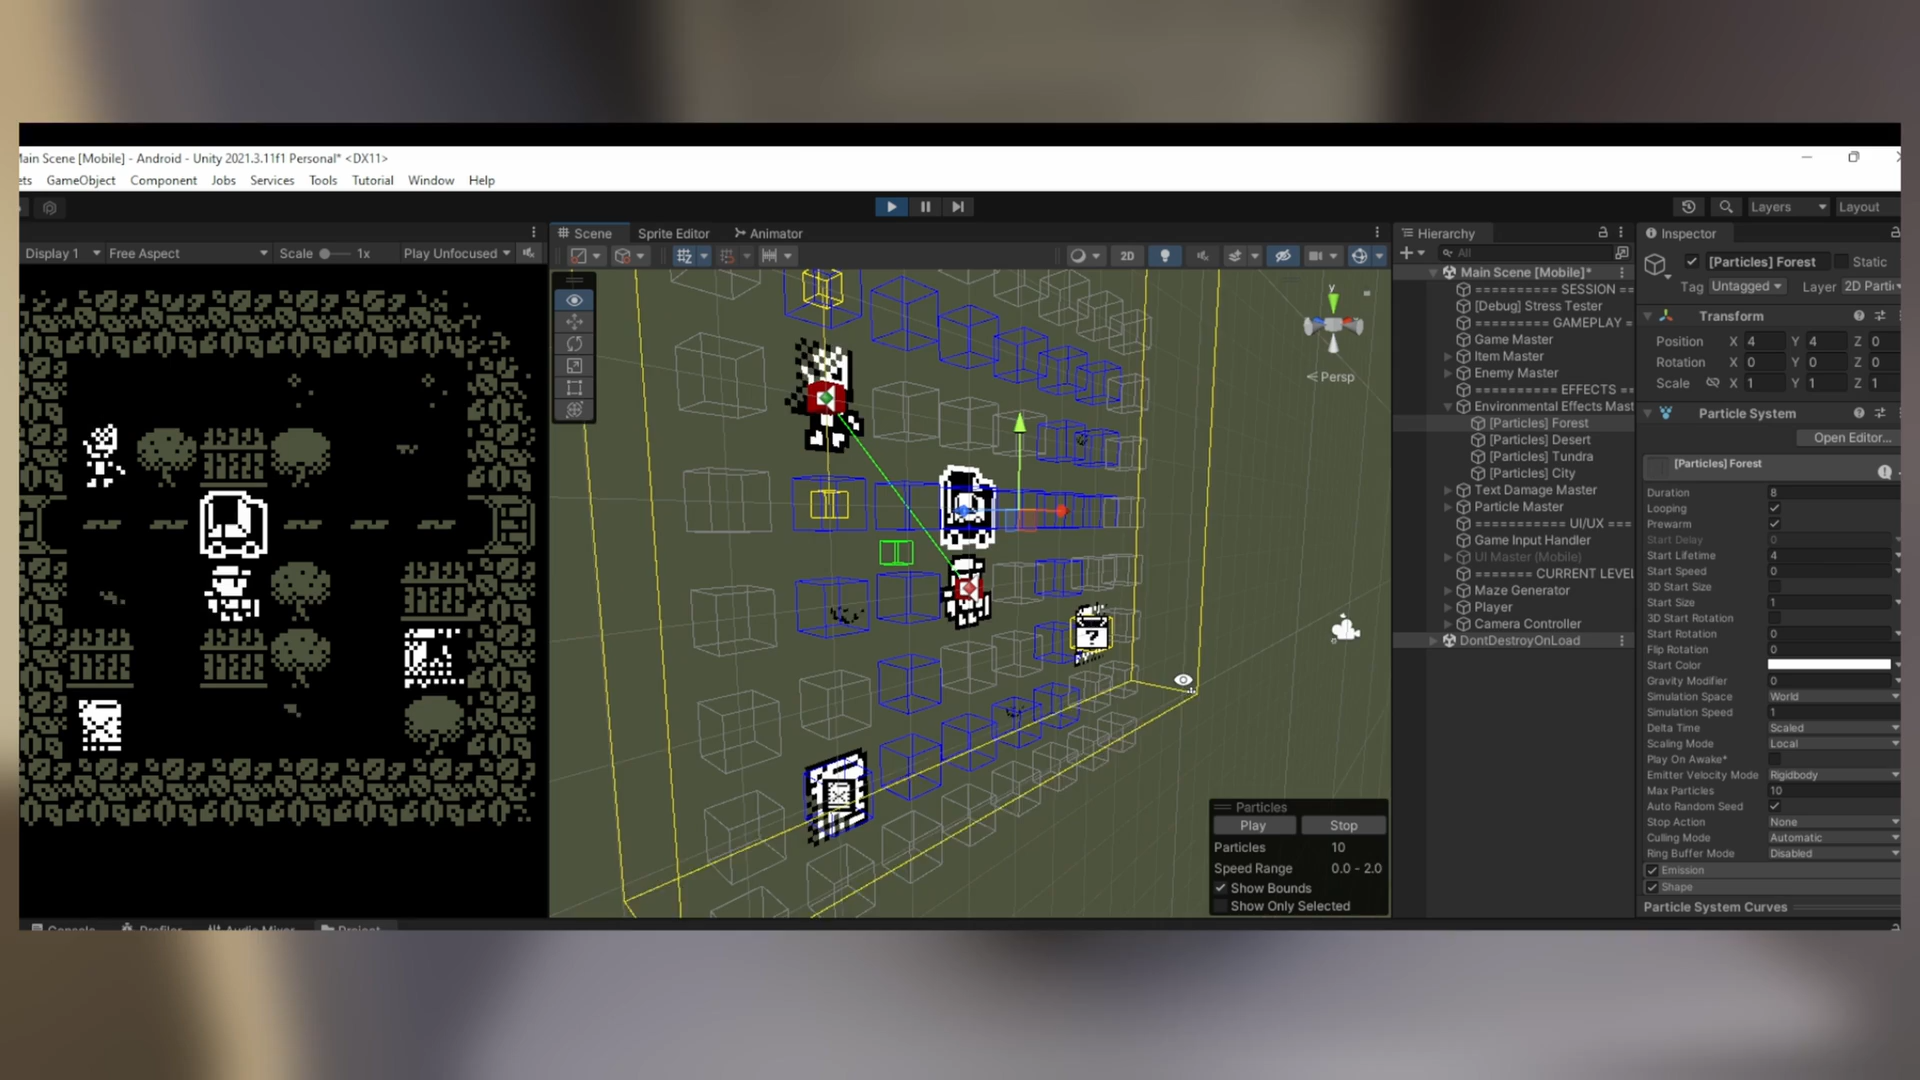 Main Scene [Mobile] - Android - Unity 2021.3.11f1 Personal* <DX11>
ets GameObject Component Jobs Services Tools Tutorial Window Help
Layers Layout
Display 1 Free Aspect Scale 1x Play Unfocused
Scene Sprite Editor Animator
2D
y
Persp
Particles
Play Stop
Particles 10
Speed Range 0.0 - 2.0
Show Bounds
Show Only Selected
Hierarchy
All
Main Scene [Mobile]*
========== SESSION ==
[Debug] Stress Tester
========= GAMEPLAY =
Game Master
Item Master
Enemy Master
========== EFFECTS ==
Environmental Effects Mast
[Particles] Forest
[Particles] Desert
[Particles] Tundra
[Particles] City
Text Damage Master
Particle Master
=========== UI/UX ===
Game Input Handler
UI Master (Mobile)
======= CURRENT LEVEL
Maze Generator
Player
Camera Controller
DontDestroyOnLoad
Inspector
[Particles] Forest Static
Tag Untagged Layer 2D Parti
Transform
Position X 4 Y 4 Z 0
Rotation X 0 Y 0 Z 0
Scale X 1 Y 1 Z 1
Particle System
Open Editor...
[Particles] Forest
Duration 8
Looping
Prewarm
Start Delay 0
Start Lifetime 4
Start Speed 0
3D Start Size
Start Size 1
3D Start Rotation
Start Rotation 0
Flip Rotation 0
Start Color
Gravity Modifier 0
Simulation Space World
Simulation Speed 1
Delta Time Scaled
Scaling Mode Local
Play On Awake*
Emitter Velocity Mode Rigidbody
Max Particles 10
Auto Random Seed
Stop Action None
Culling Mode Automatic
Ring Buffer Mode Disabled
Emission
Shape
Particle System Curves
Console Profiler Audio Mixer Project